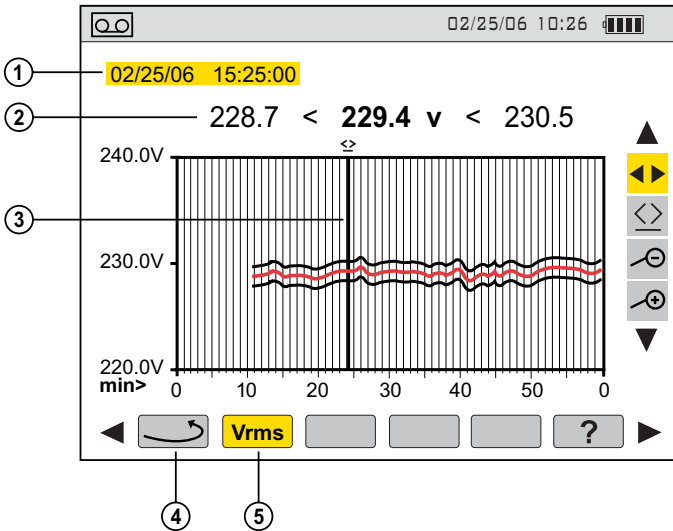 02/25/06 10:26
1
02/25/06 15:25:00
2
228.7 < 229.4 v < 230.5
<>
240.0V
3
230.0V
220.0V
min> 0 10 20 30 40 50 0
Vrms ?
4 5